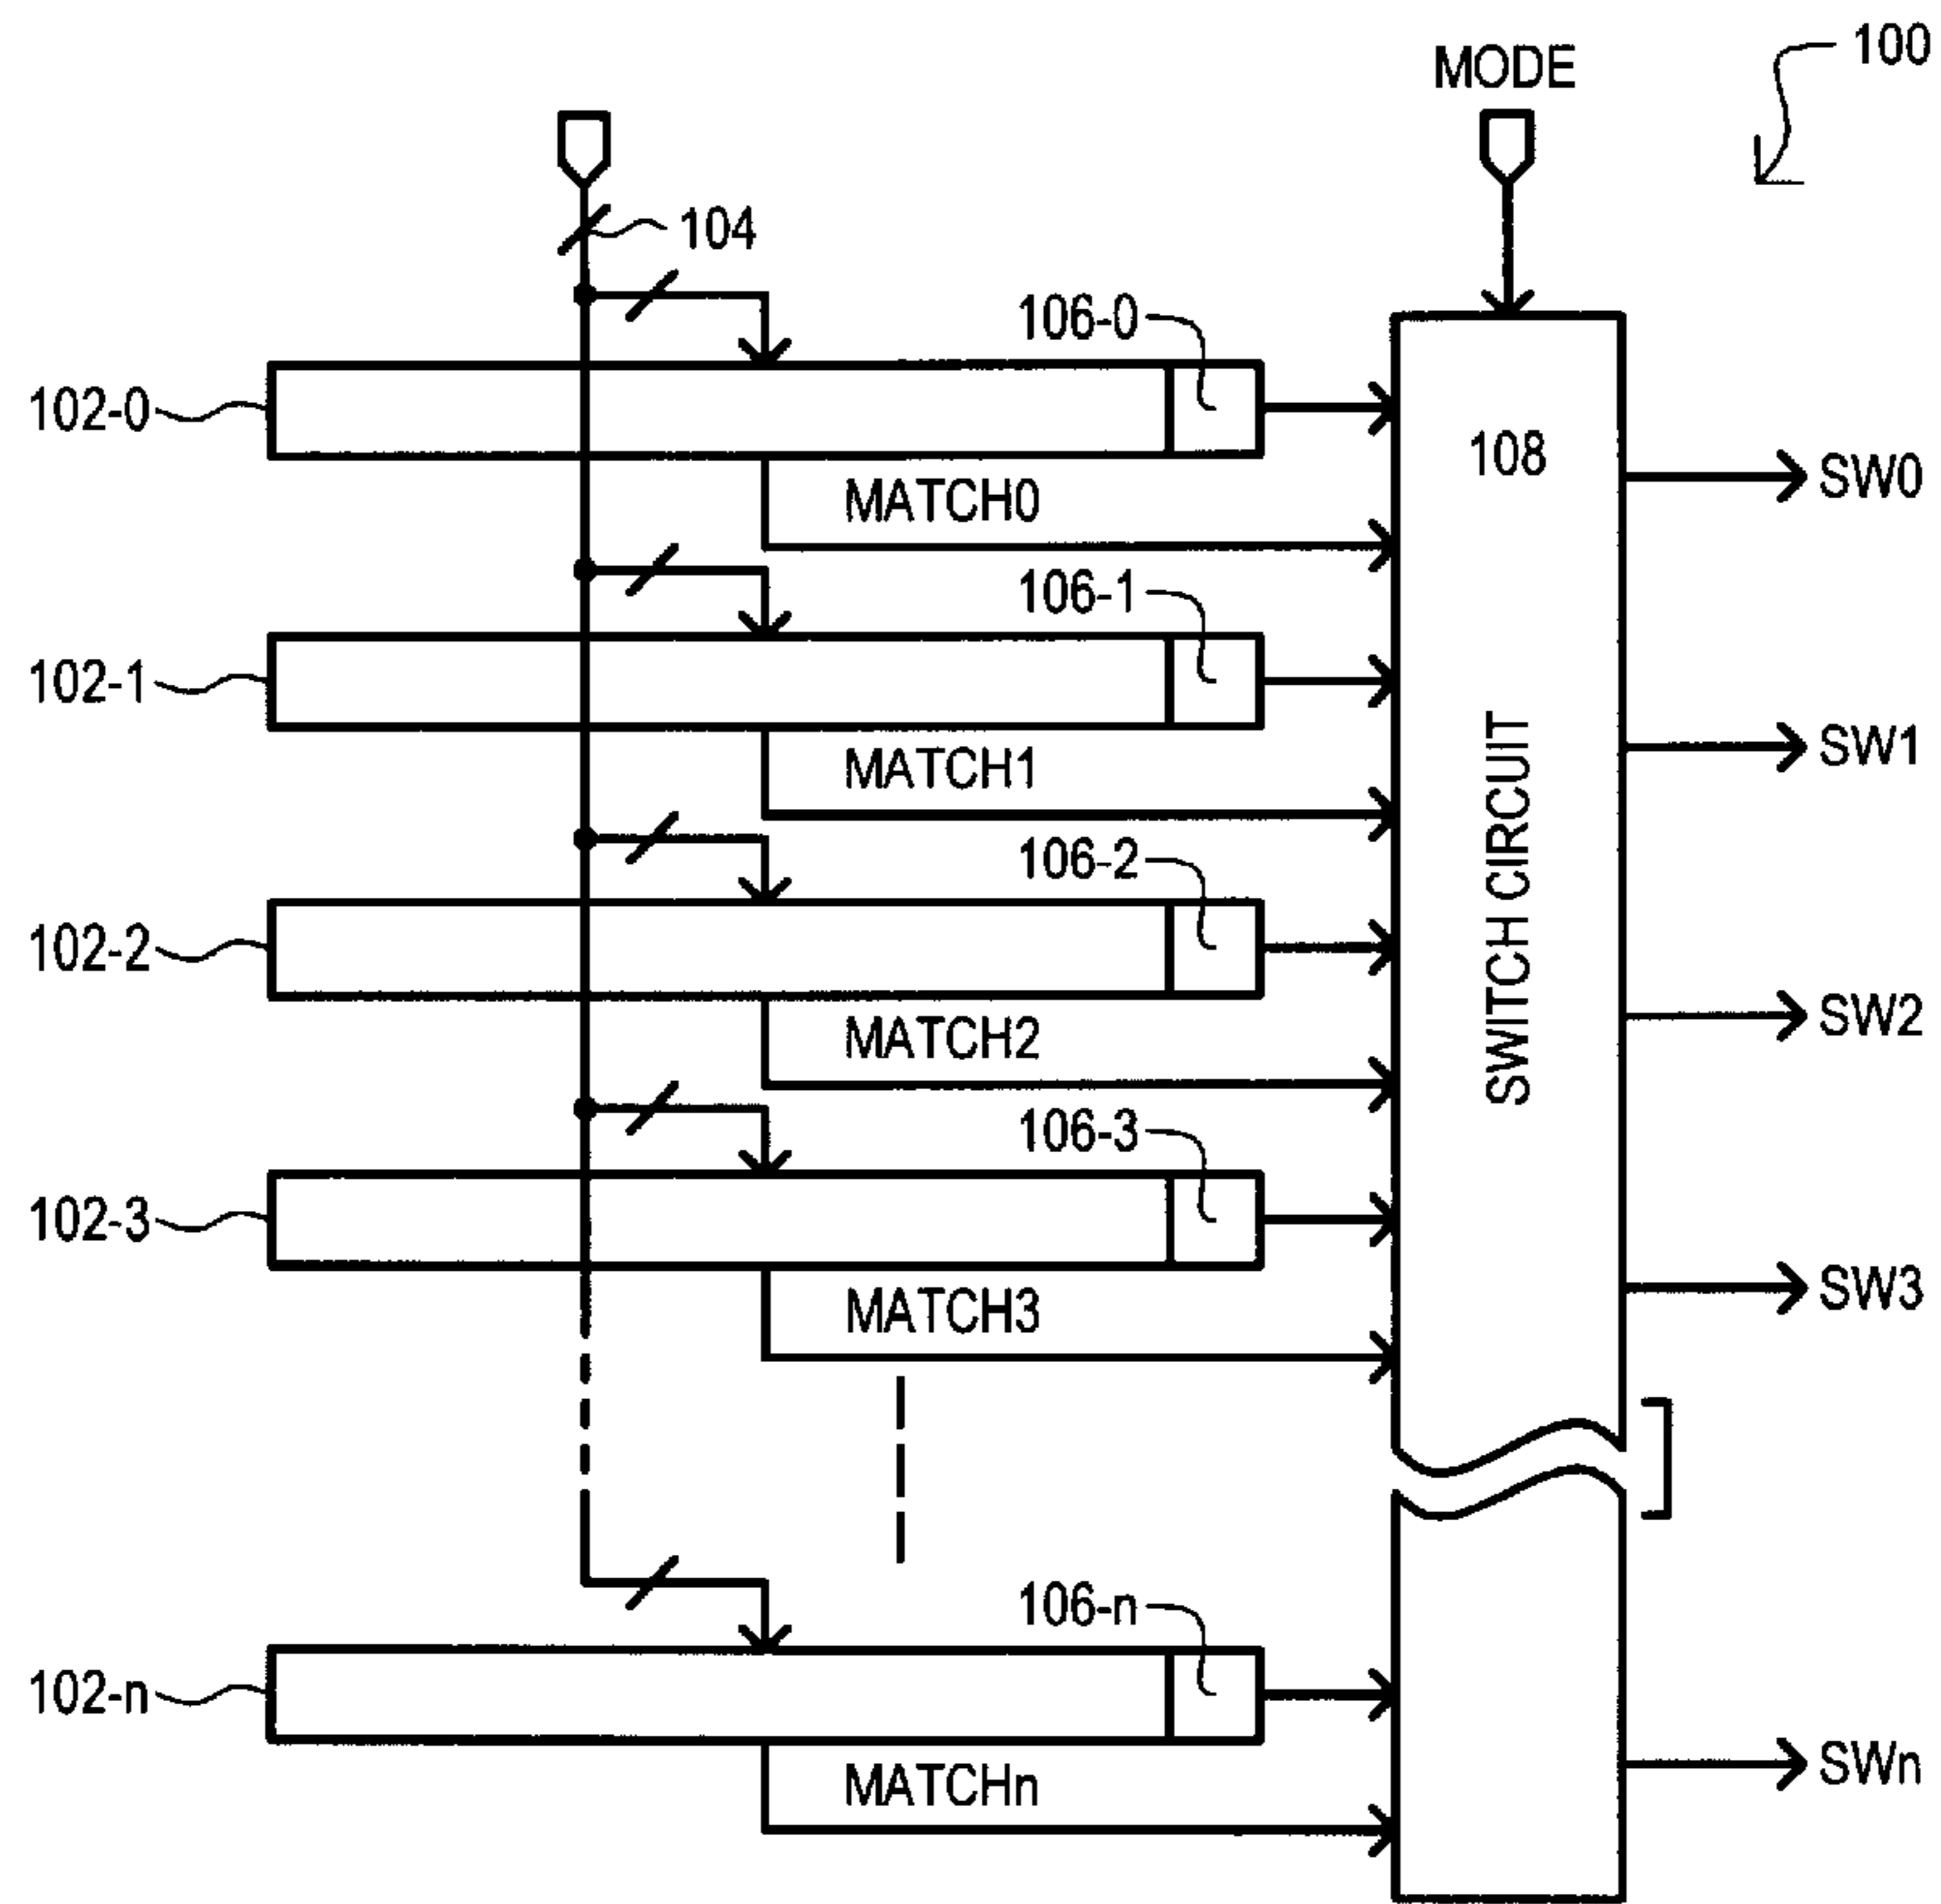 100
MODE
104
106-0
102-0
108
SW0
MATCH0
106-1
102-1
SWITCH CIRCUIT
SW1
MATCH1
106-2
102-2
SW2
MATCH2
106-3
102-3
SW3
MATCH3
106-n
102-n
SWn
MATCHn